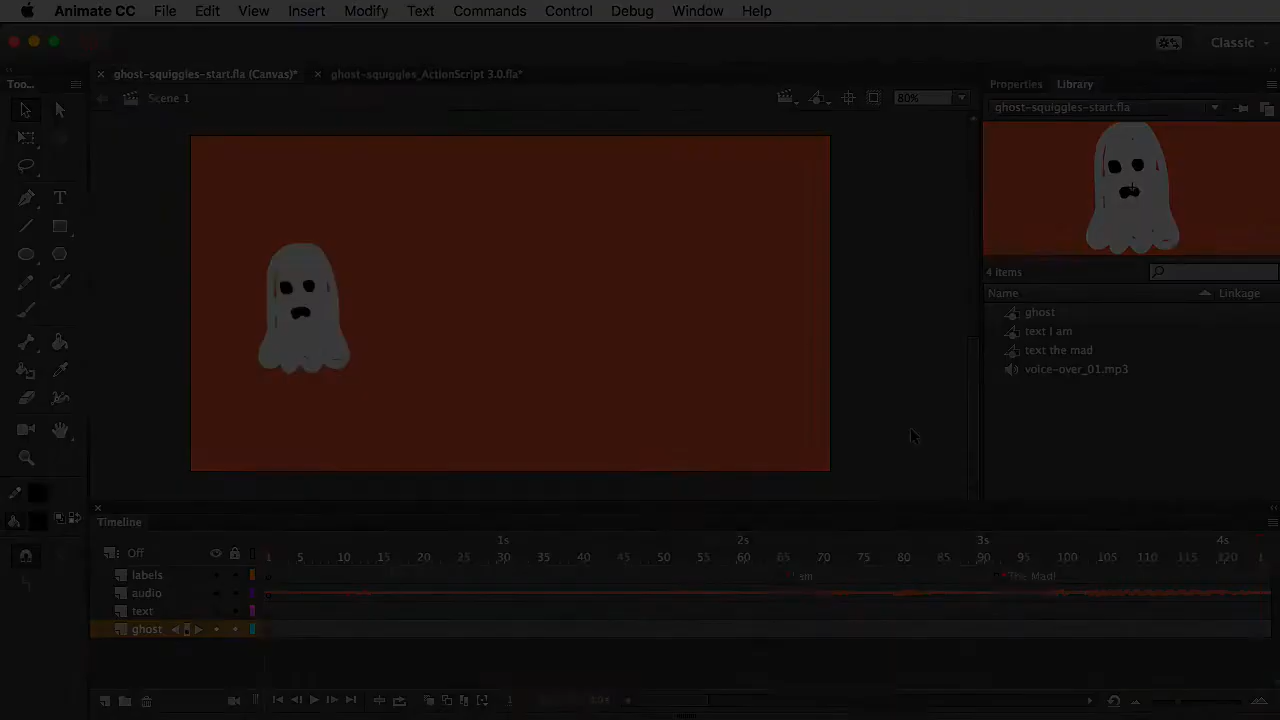 Animate CC File Edit View Insert Modify Text Commands Control Debug Window Help
Classic
ghost-squiggles-start.fla (Canvas)* ghost-squiggles_ActionScript 3.0.fla*
Too... Properties Library
Scene 1 80% ghost-squiggles-start.fla
4 items
Name Linkage
ghost
text I am
text the mad
voice-over_01.mp3
Timeline
1s 2s 3s 4s
Off 1 5 10 15 20 25 30 35 40 45 50 55 60 65 70 75 80 85 90 95 100 105 110 115 120
labels The Mad!
audio
text
ghost
1